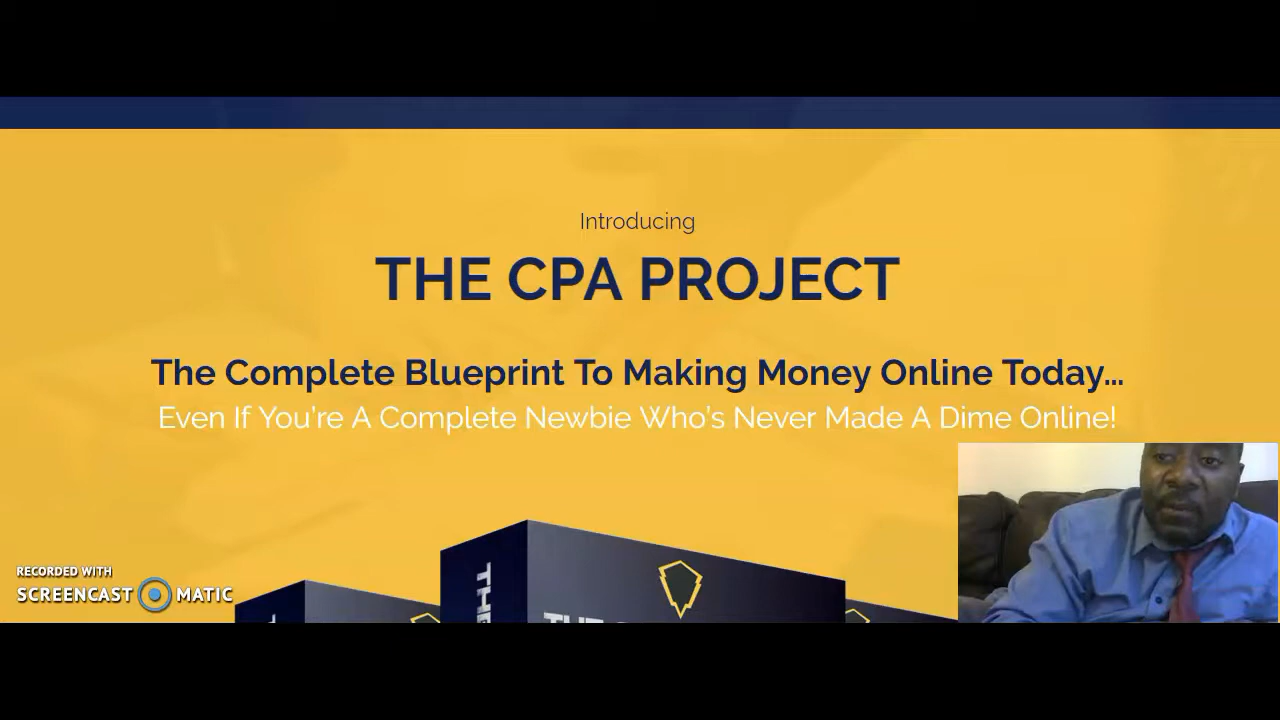 Introducing
THE CPA PROJECT
The Complete Blueprint To Making Money Online Today...
Even If You're A Complete Newbie Who's Never Made A Dime Online!
RECORDED WITH
SCREENCAST MATIC
THE